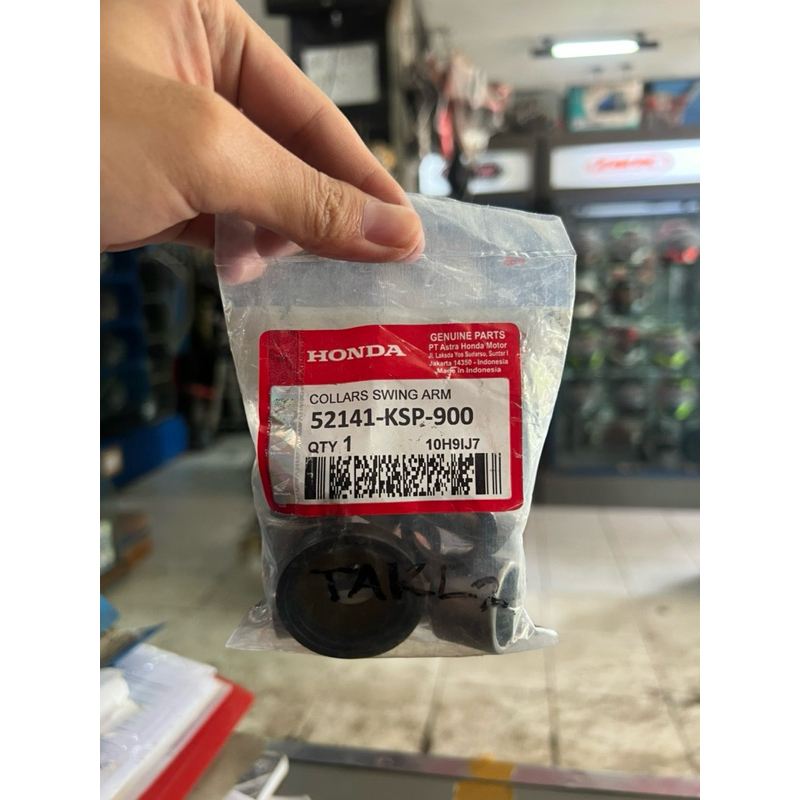 HONDA
GENUINE PARTS
PT Astra Honda Motor
Jl. Laksda Yos Sudarso, Sunter I
Jakarta 14350 - Indonesia
Made in Indonesia
COLLARS SWING ARM
52141-KSP-900
QTY 1
10H9IJ7